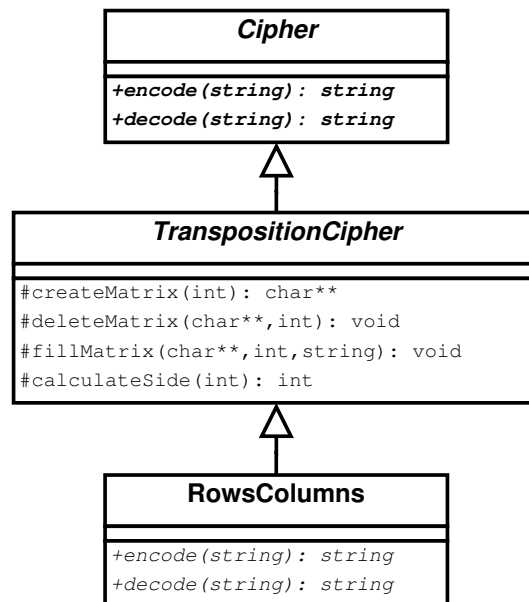 Cipher
+encode(string): string
+decode(string): string
TranspositionCipher
#createMatrix(int): char**
#deleteMatrix(char**,int): void
#fillMatrix(char**,int,string): void
#calculateSide(int): int
RowsColumns
+encode(string): string
+decode(string): string